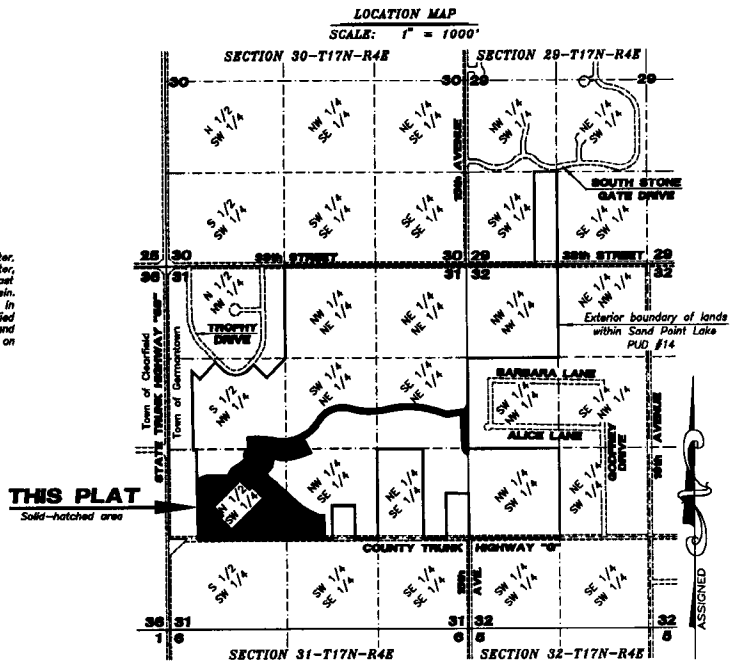 LOCATION MAP
SCALE: 1" = 1000'
SECTION 30-T17N-R4E
SECTION 29-T17N-R4E
30
30
29
29
N 1/2
SW 1/4
NW 1/4
SE 1/4
NE 1/4
SE 1/4
NW 1/4
SW 1/4
NE 1/4
SW 1/4
AVENUE
SOUTH STONE
GATE DRIVE
S 1/2
SW 1/4
SW 1/4
SE 1/4
SE 1/4
SE 1/4
SW 1/4
SW 1/4
SE 1/4
SW 1/4
25
30
STREET
30
29
STREET
29
36
31
31
32
32
N 1/2
NW 1/4
NW 1/4
NE 1/4
NE 1/4
NE 1/4
NW 1/4
NW 1/4
NE 1/4
NW 1/4
TROPHY
DRIVE
Exterior boundary of lands
within Sand Point Lake
PUD #14
ter.
ter,
ast
ein.
in
fied
and
on
Town of Clearfield
Town of Germantown
STATE TRUNK HIGHWAY
S 1/2
NW 1/4
SW 1/4
NE 1/4
SE 1/4
NE 1/4
BARBARA LANE
SW 1/4
NW 1/4
SE 1/4
NW 1/4
ALICE LANE
GODFREY
DRIVE
AVENUE
THIS PLAT
Solid-hatched area
N 1/2
SW 1/4
NW 1/4
SE 1/4
NE 1/4
SE 1/4
NW 1/4
SW 1/4
NE 1/4
SW 1/4
COUNTY TRUNK
HIGHWAY "G"
AVE.
S 1/2
SW 1/4
SW 1/4
SE 1/4
SE 1/4
SE 1/4
SW 1/4
SW 1/4
SE 1/4
SW 1/4
ASSIGNED
36
31
31
32
32
1
6
6
5
5
SECTION 31-T17N-R4E
SECTION 32-T17N-R4E